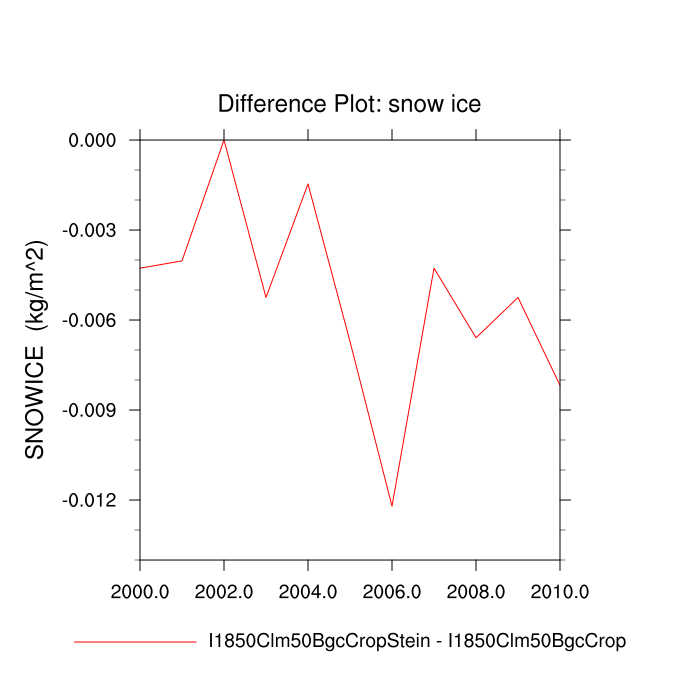 Difference Plot: snow ice
0.000
-0.003
-0.006
-0.009
-0.012
SNOWICE (kg/m^2)
2000.0 2002.0 2004.0 2006.0 2008.0 2010.0
I1850Clm50BgcCropStein - I1850Clm50BgcCrop